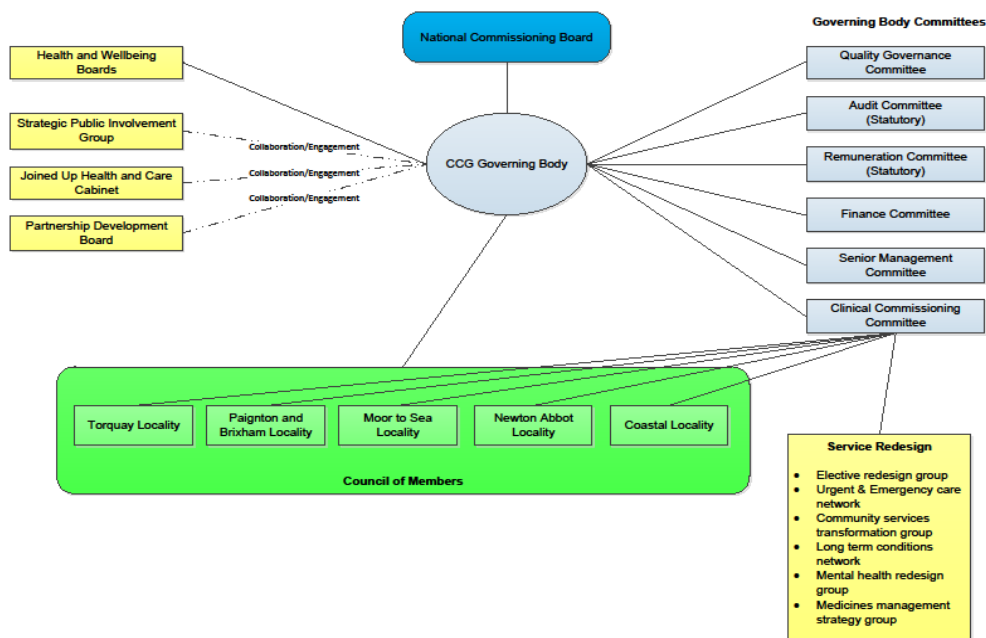 National Commissioning Board
Governing Body Committees
Health and Wellbeing
Boards
Strategic Public Involvement
Group
Joined Up Health and Care
Cabinet
Partnership Development
Board
Collaboration/Engagement
Collaboration/Engagement
Collaboration/Engagement
CCG Governing Body
Quality Governance
Committee
Audit Committee
(Statutory)
Remuneration Committee
(Statutory)
Finance Committee
Senior Management
Committee
Clinical Commissioning
Committee
Torquay Locality
Paignton and
Brixham Locality
Moor to Sea
Locality
Newton Abbot
Locality
Coastal Locality
Council of Members
Service Redesign
• Elective redesign group
• Urgent & Emergency care
network
• Community services
transformation group
• Long term conditions
network
• Mental health redesign
group
• Medicines management
strategy group